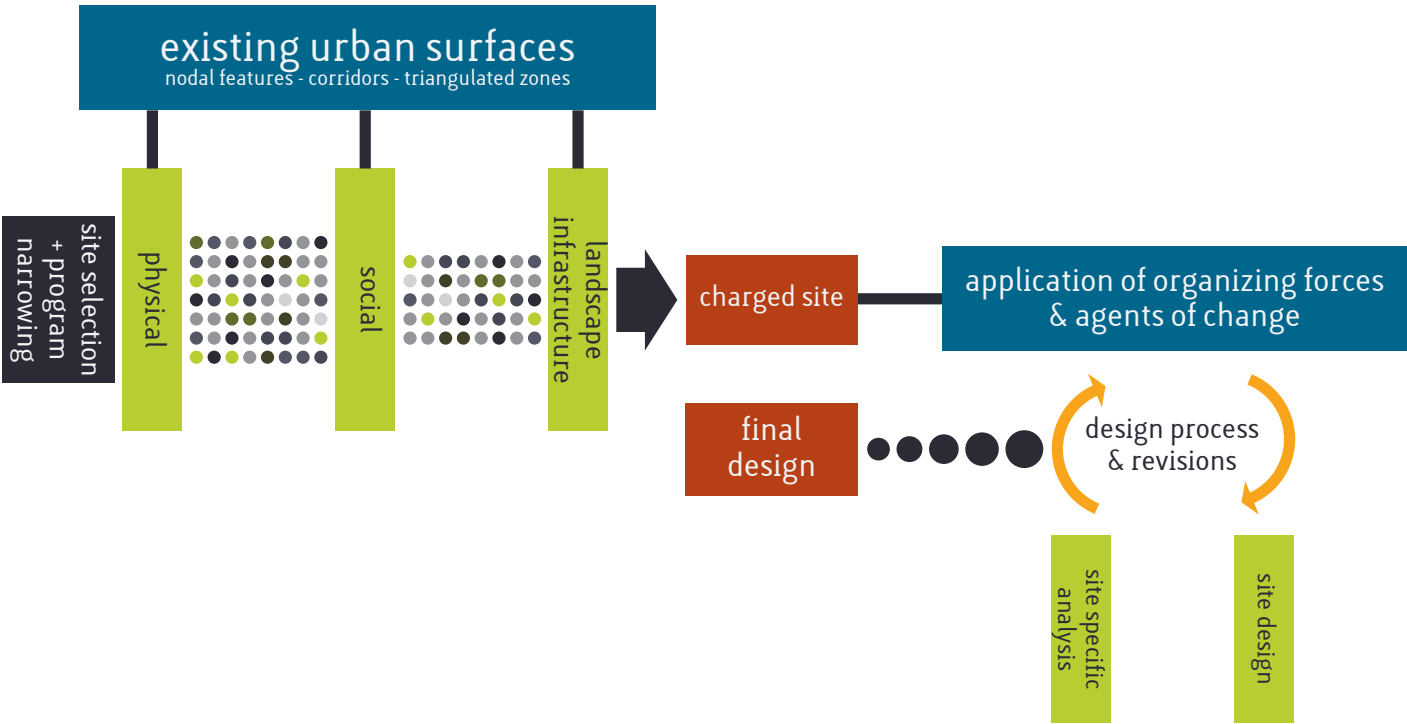 existing urban surfaces
nodal features - corridors - triangulated zones
site selection
+ program
narrowing
physical
social
landscape
infrastructure
charged site
application of organizing forces
& agents of change
final
design
design process
& revisions
site specific
analysis
site design